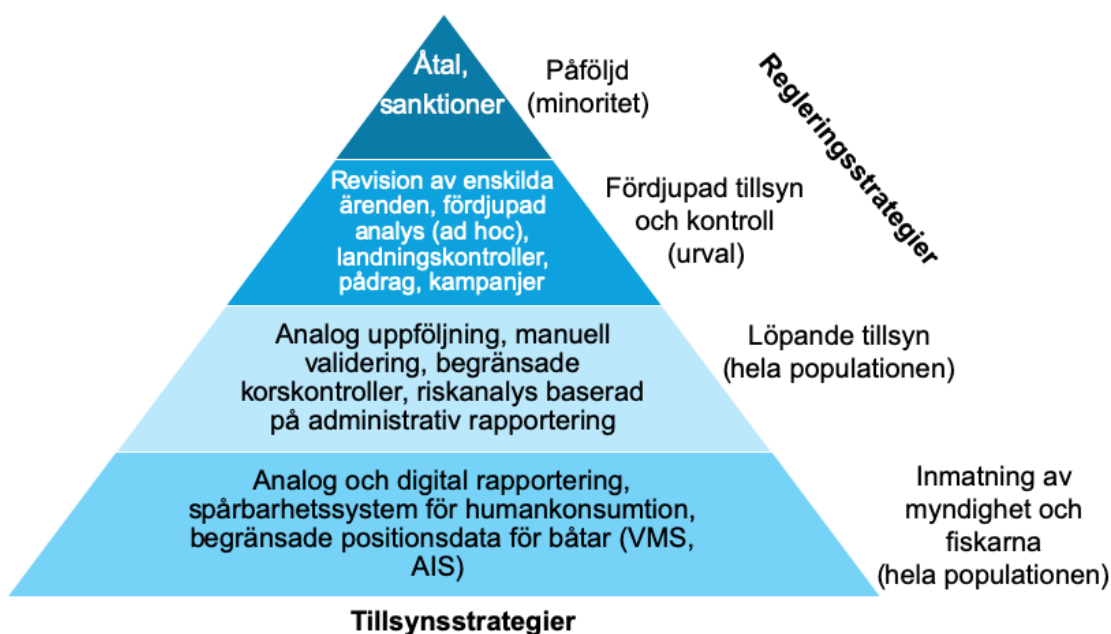 Åtal,
sanktioner
Påföljd
(minoritet)
Regleringsstrategier
Revision av enskilda
ärenden, fördjupad
analys (ad hoc),
landningskontroller,
pådrag, kampanjer
Fördjupad tillsyn
och kontroll
(urval)
Analog uppföljning, manuell
validering, begränsade
korskontroller, riskanalys baserad
på administrativ rapportering
Löpande tillsyn
(hela populationen)
Analog och digital rapportering,
spårbarhetssystem för humankonsumtion,
begränsade positionsdata för båtar (VMS,
AIS)
Inmatning av
myndighet och
fiskarna
(hela populationen)
Tillsynsstrategier